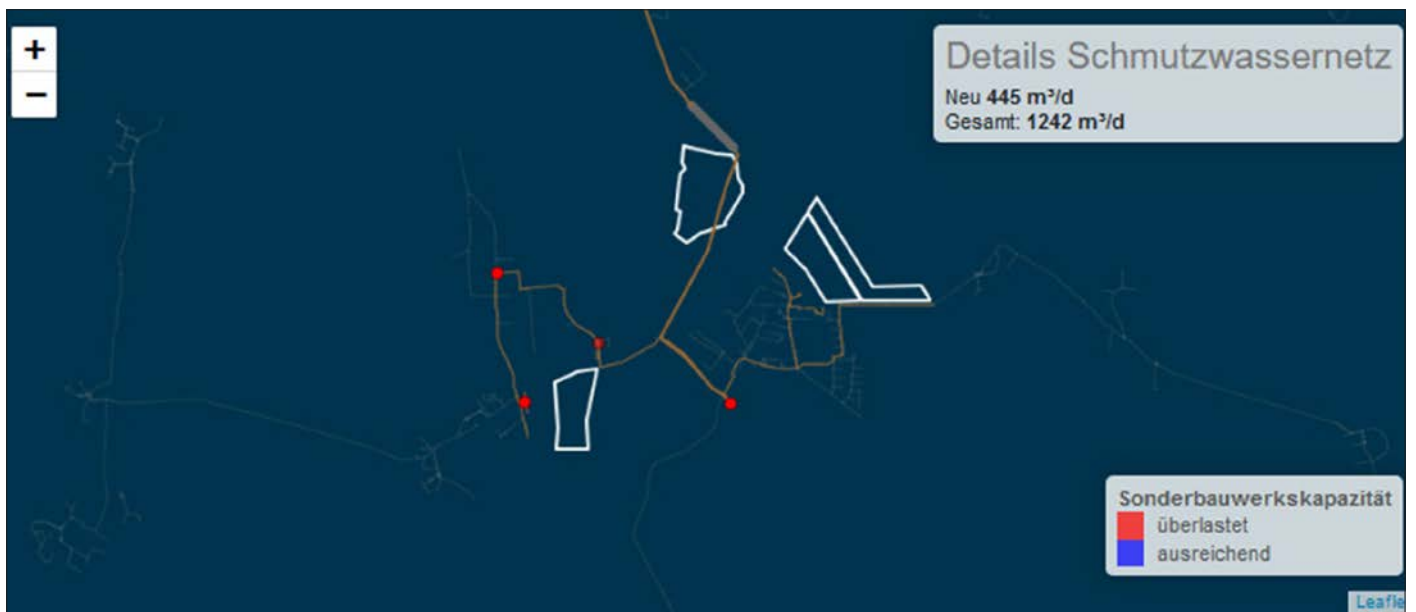 +
−
Details Schmutzwassernetz
Neu 445 m³/d
Gesamt: 1242 m³/d
Sonderbauwerkskapazität
überlastet
ausreichend
Leafle